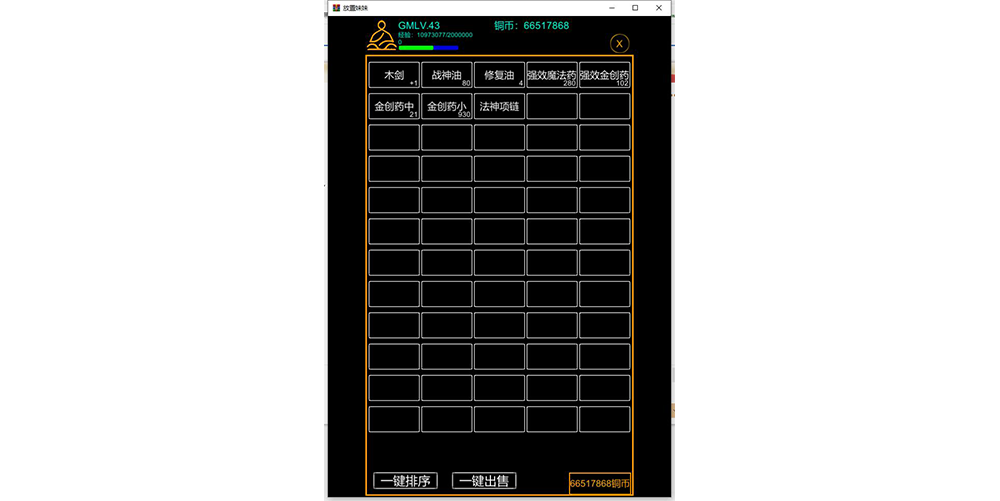 放置妹妹
GMLV.43
铜币：66517868
经验：10973077/2000000
0
X
木剑 +1
战神油 80
修复油 4
强效魔法药 280
强效金创药 102
金创药中 21
金创药小 930
法神项链
一键排序
一键出售
66517868铜币